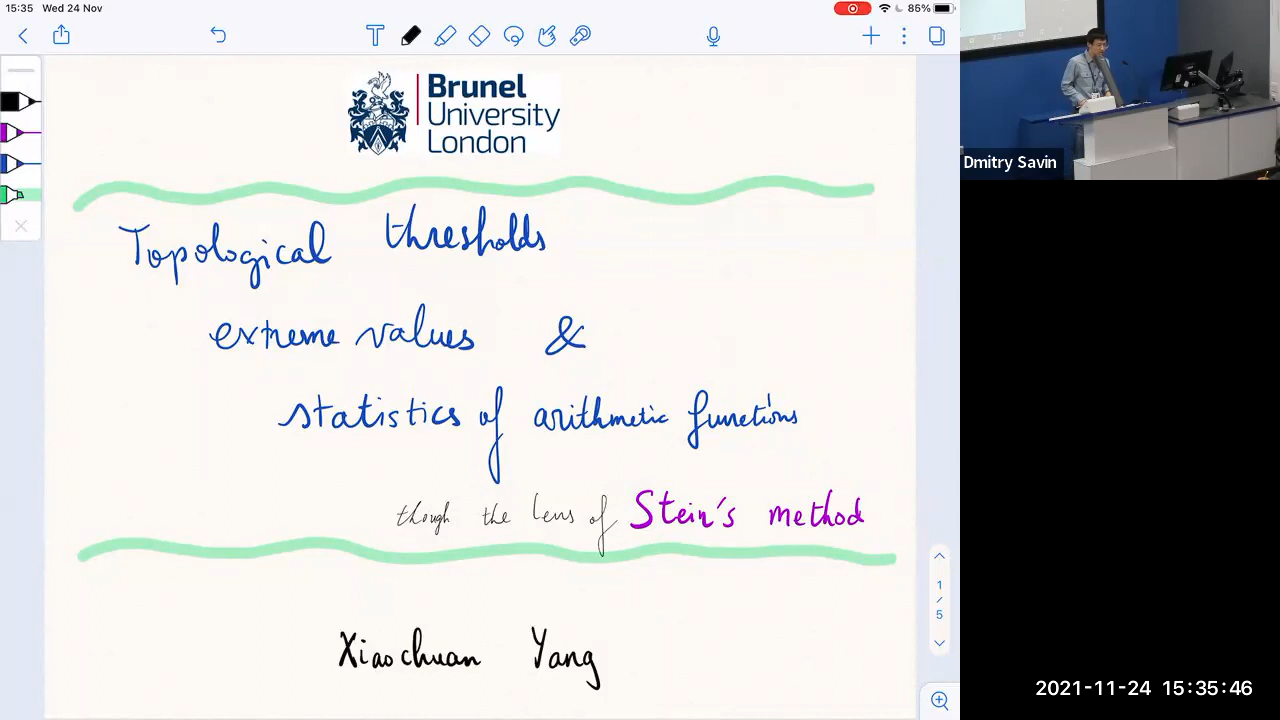 15:35 Wed 24 Nov
85%
Brunel
University
London
Topological thresholds
extreme values &
statistics of arithmetic functions
though the lens of Stein's method
Xiaochuan Yang
1
/
5
Dmitry Savin
2021-11-24 15:35:46